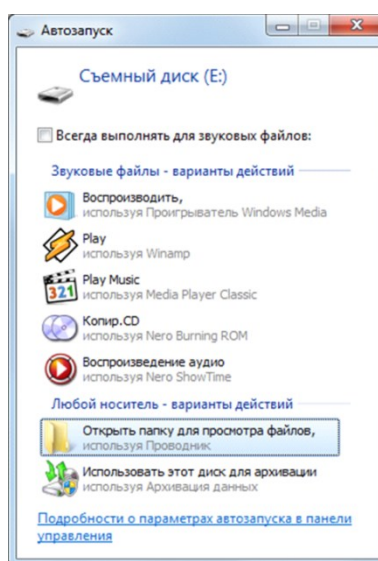 Автозапуск
Съемный диск (E:)
Всегда выполнять для звуковых файлов:
Звуковые файлы - варианты действий
Воспроизводить,
используя Проигрыватель Windows Media
Play
используя Winamp
Play Music
321
используя Media Player Classic
Копир.CD
используя Nero Burning ROM
Воспроизведение аудио
используя Nero ShowTime
Любой носитель - варианты действий
Открыть папку для просмотра файлов,
используя Проводник
Использовать этот диск для архивации
используя Архивация данных
Подробности о параметрах автозапуска в панели
управления